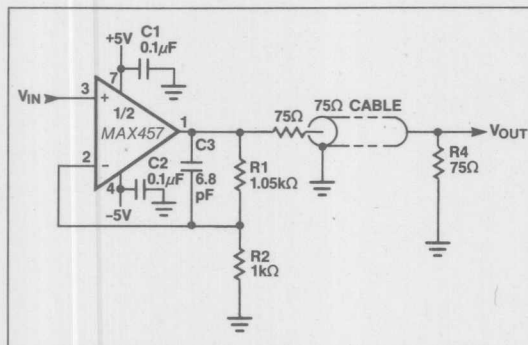 C1
+5V
0.1µF
7
3
VIN
+
1/2
MAX457
1
75Ω
75Ω CABLE
VOUT
C3
2
–
C2
0.1µF
6.8
pF
R1
1.05kΩ
R4
75Ω
4
–5V
R2
1kΩ